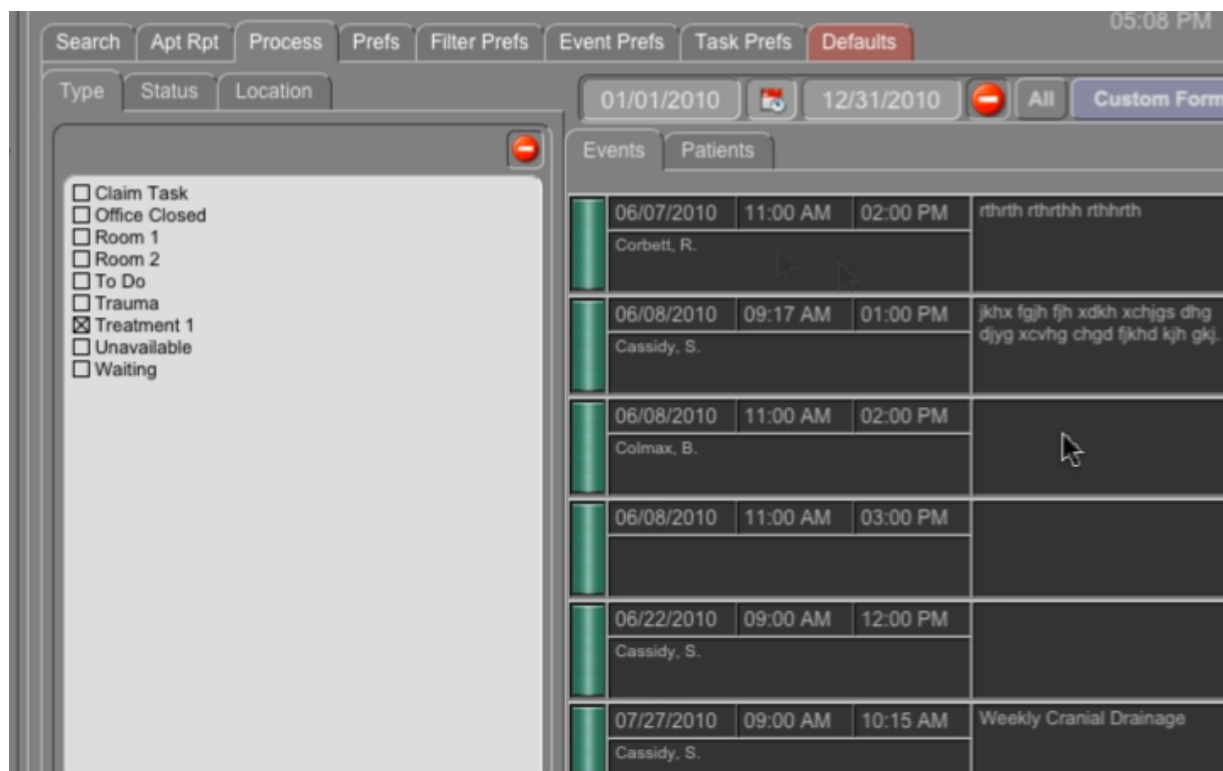 05:08 PM
Search Apt Rpt Process Prefs Filter Prefs Event Prefs Task Prefs Defaults
Type Status Location
01/01/2010 12/31/2010 All Custom Form
Events Patients
Claim Task
Office Closed
Room 1
Room 2
To Do
Trauma
Treatment 1
Unavailable
Waiting
06/07/2010 11:00 AM 02:00 PM rthrth rthrthh rthhrth
Corbett, R.
06/08/2010 09:17 AM 01:00 PM jkhx fgjh fjh xdkh xchjgs dhg
djyg xcvhg chgd fjkhd kjh gkj.
Cassidy, S.
06/08/2010 11:00 AM 02:00 PM
Colmax, B.
06/08/2010 11:00 AM 03:00 PM
06/22/2010 09:00 AM 12:00 PM
Cassidy, S.
07/27/2010 09:00 AM 10:15 AM Weekly Cranial Drainage
Cassidy, S.